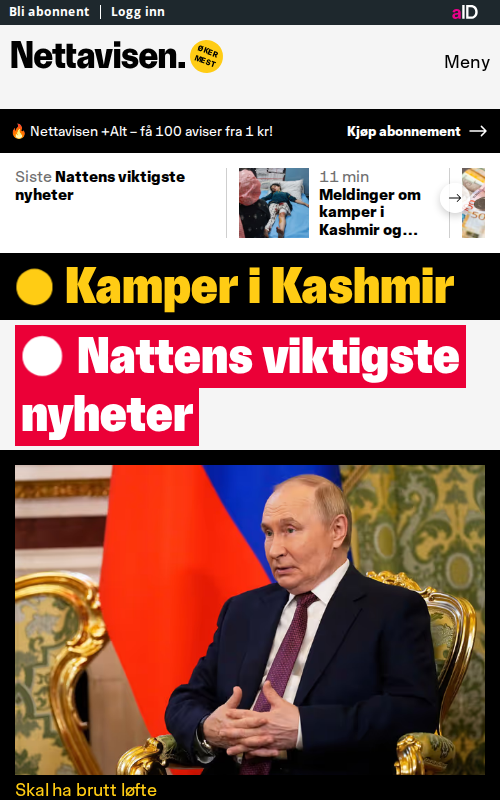 Bli abonnent
Logg inn
aID
Nettavisen.
ØKER
MEST
Meny
🔥 Nettavisen +Alt – få 100 aviser fra 1 kr!
Kjøp abonnement
Siste Nattens viktigste
nyheter
11 min
Meldinger om
kamper i
Kashmir og...
Kamper i Kashmir
Nattens viktigste
nyheter
Skal ha brutt løfte